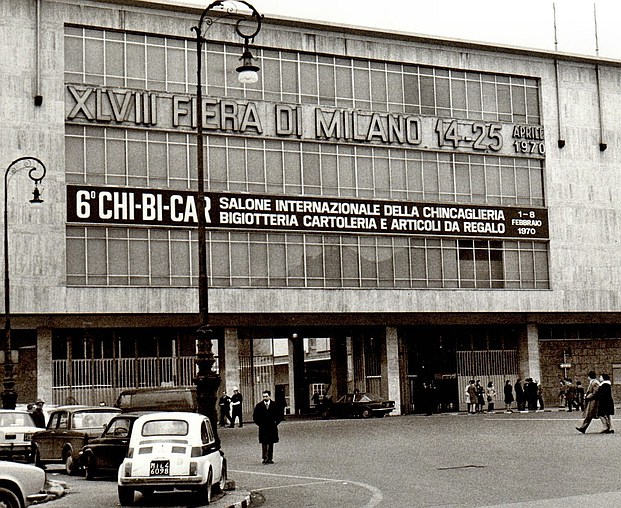 XLVIII FIERA DI MILANO 14-25 APRILE
1970
6° CHI-BI-CAR
SALONE INTERNAZIONALE DELLA CHINCAGLIERIA
BIGIOTTERIA CARTOLERIA E ARTICOLI DA REGALO
1-8
FEBBRAIO
1970
6098